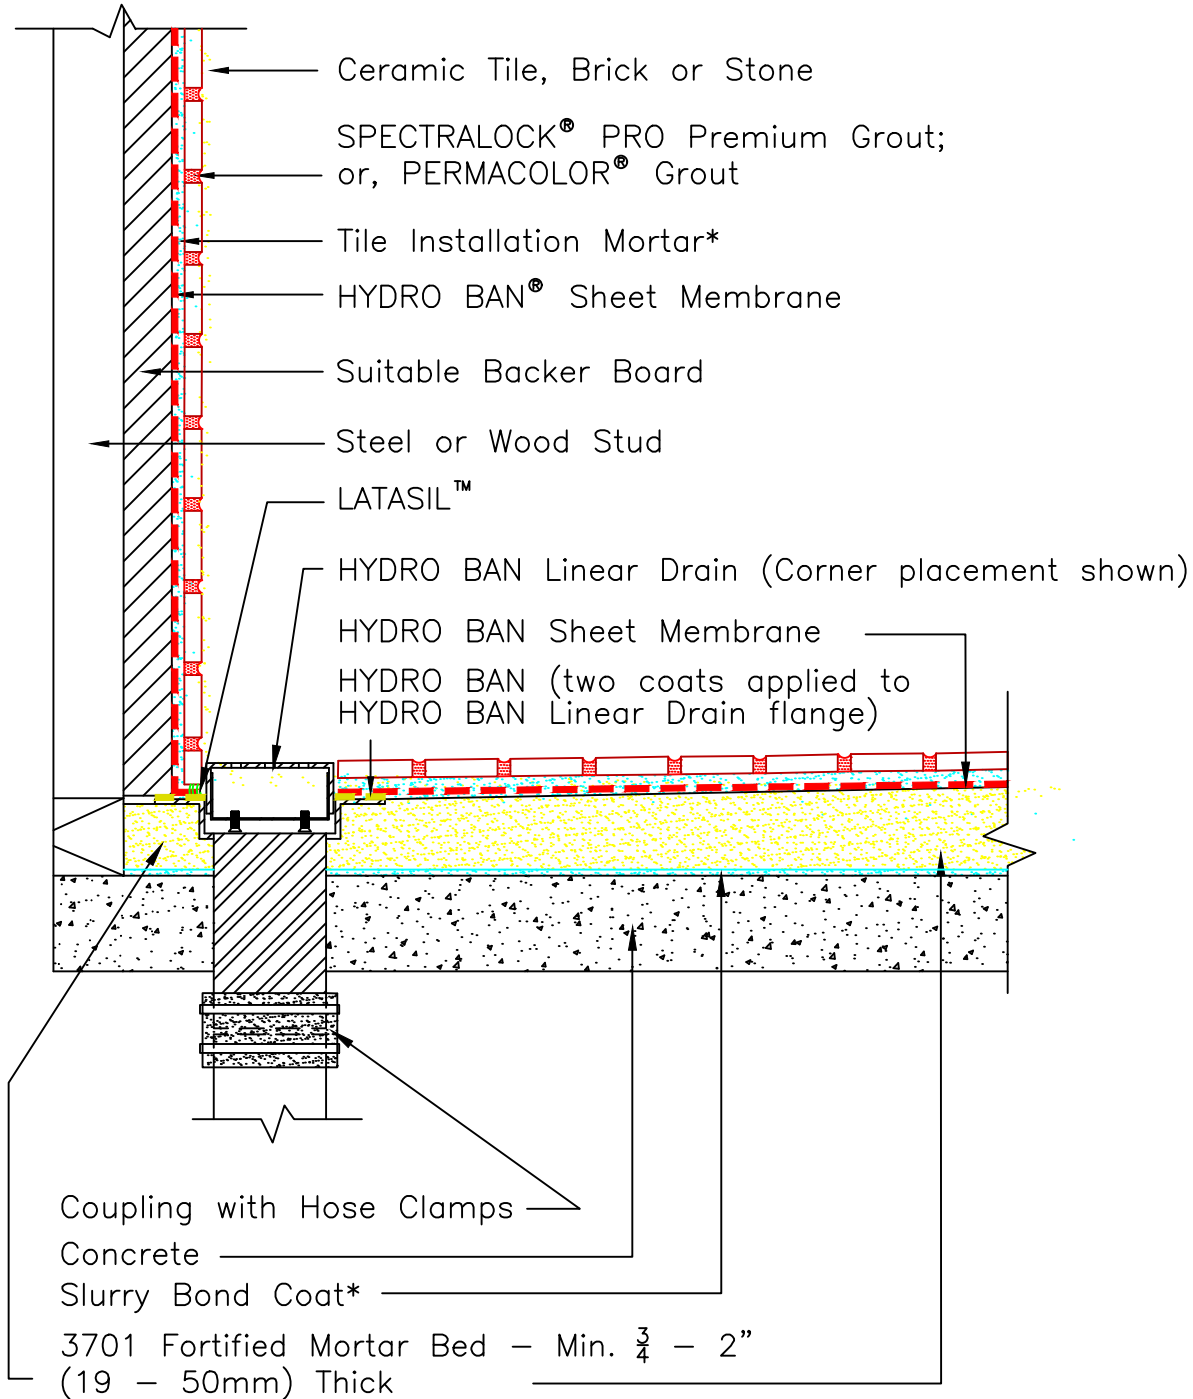 Ceramic Tile, Brick or Stone
SPECTRALOCK® PRO Premium Grout;
or, PERMACOLOR® Grout
Tile Installation Mortar*
HYDRO BAN® Sheet Membrane
Suitable Backer Board
Steel or Wood Stud
LATASIL™
HYDRO BAN Linear Drain (Corner placement shown)
HYDRO BAN Sheet Membrane
HYDRO BAN (two coats applied to
HYDRO BAN Linear Drain flange)
Coupling with Hose Clamps
Concrete
Slurry Bond Coat*
3701 Fortified Mortar Bed – Min. 3/4 – 2”
(19 – 50mm) Thick